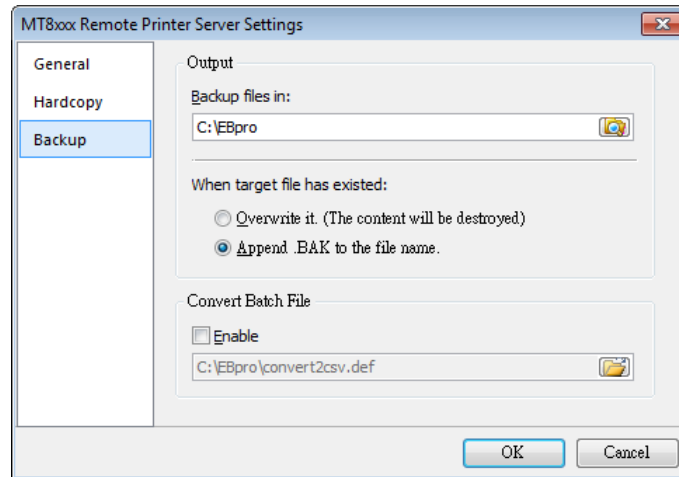 MT8xxx Remote Printer Server Settings
General
Hardcopy
Backup
Output
Backup files in:
C:\EBpro
When target file has existed:
Overwrite it. (The content will be destroyed)
Append .BAK to the file name.
Convert Batch File
Enable
C:\EBpro\convert2csv.def
OK
Cancel